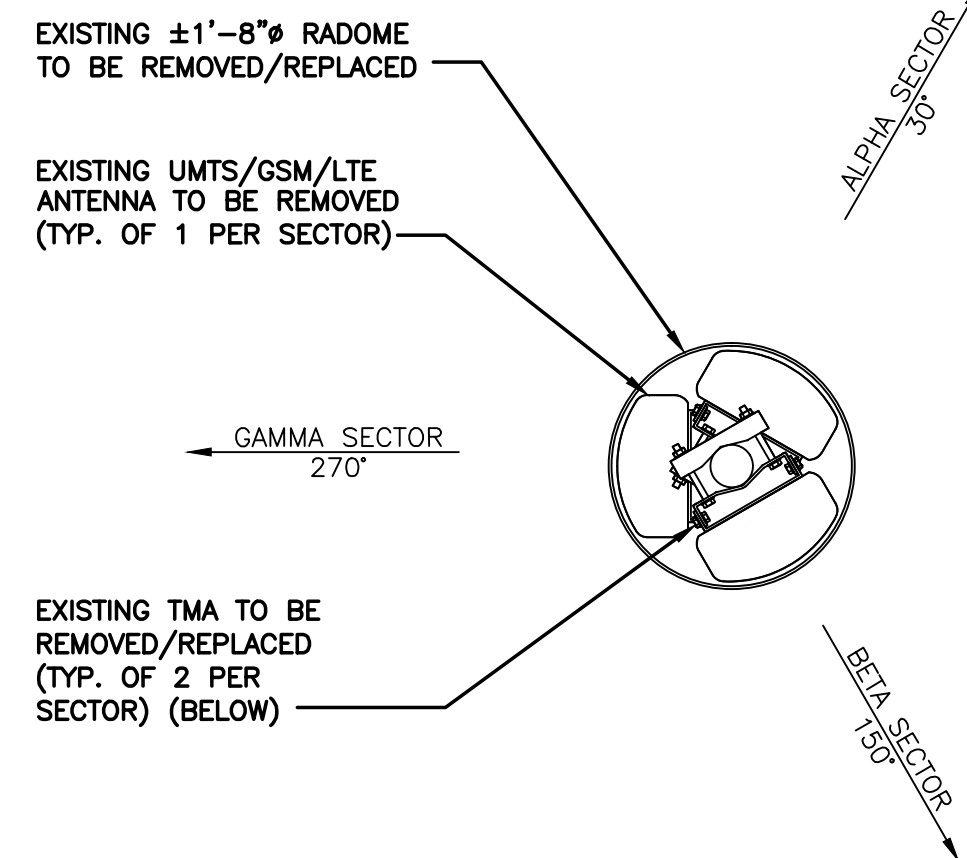 EXISTING ±1'-8"ø RADOME
TO BE REMOVED/REPLACED
ALPHA SECTOR
30°
EXISTING UMTS/GSM/LTE
ANTENNA TO BE REMOVED
(TYP. OF 1 PER SECTOR)
GAMMA SECTOR
270°
EXISTING TMA TO BE
REMOVED/REPLACED
(TYP. OF 2 PER
SECTOR) (BELOW)
BETA SECTOR
150°